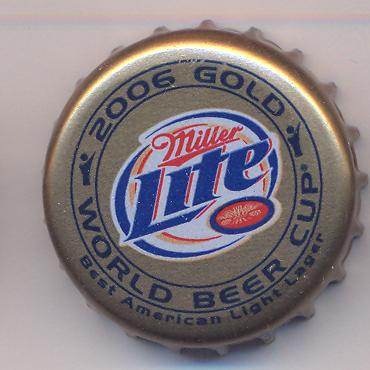 2006 GOLD
Miller
Lite
WORLD BEER CUP®
Best American Light Lager